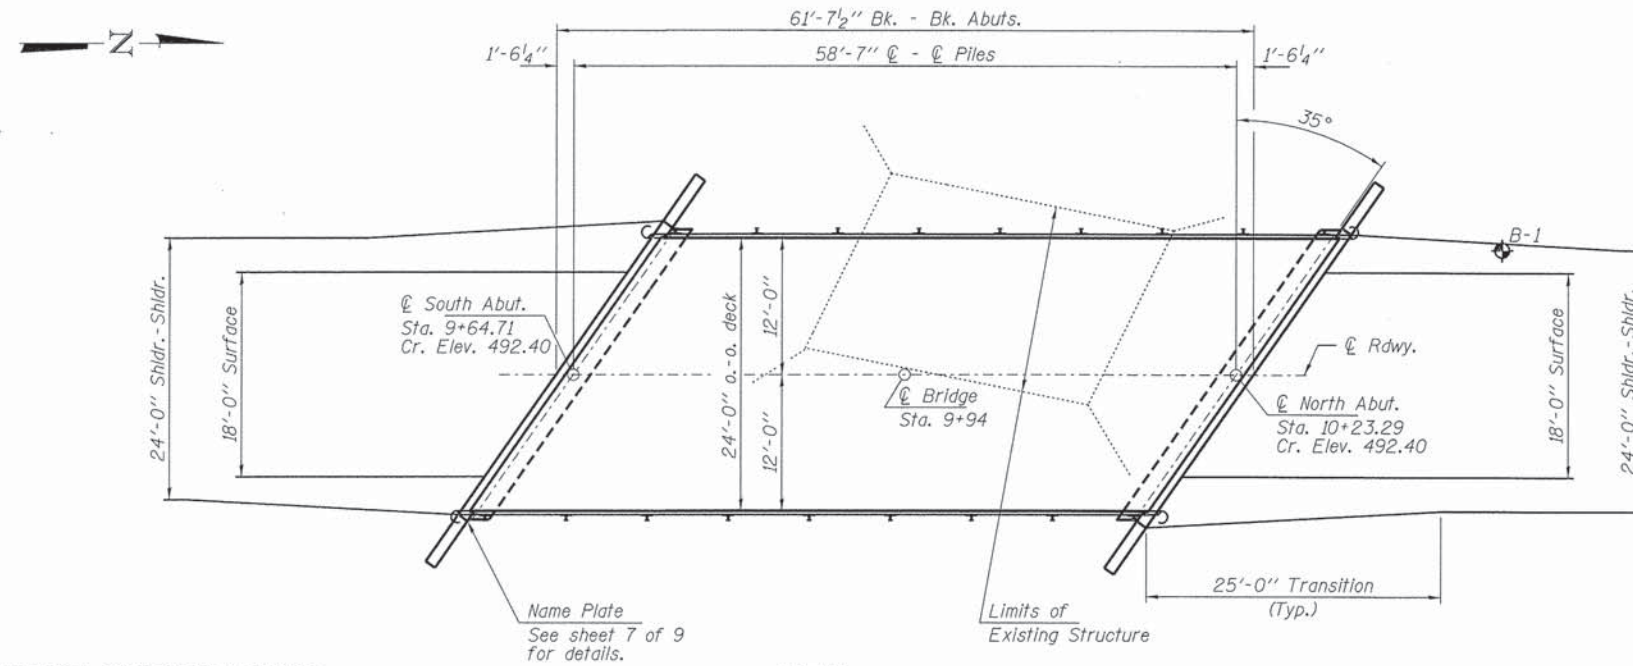 61'-7½" Bk. - Bk. Abuts.
N
1'-6¼"
58'-7" ℄ - ℄ Piles
1'-6¼"
35°
B-1
24'-0" Shldr.- Shldr.
18'-0" Surface
℄ South Abut.
Sta. 9+64.71
Cr. Elev. 492.40
24'-0" o.-o. deck
12'-0"
12'-0"
℄ Bridge
Sta. 9+94
℄ Rdwy.
℄ North Abut.
Sta. 10+23.29
Cr. Elev. 492.40
18'-0" Surface
24'-0" Shldr.- Shldr.
25'-0" Transition
(Typ.)
Name Plate
See sheet 7 of 9
for details.
Limits of
Existing Structure